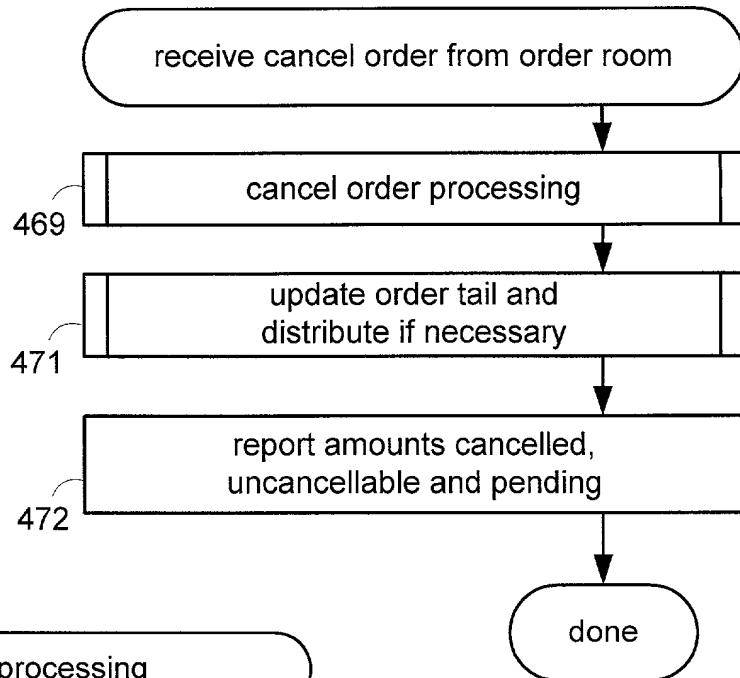 receive cancel order from order room
cancel order processing
469
update order tail and
distribute if necessary
471
report amounts cancelled,
uncancellable and pending
472
done
processing